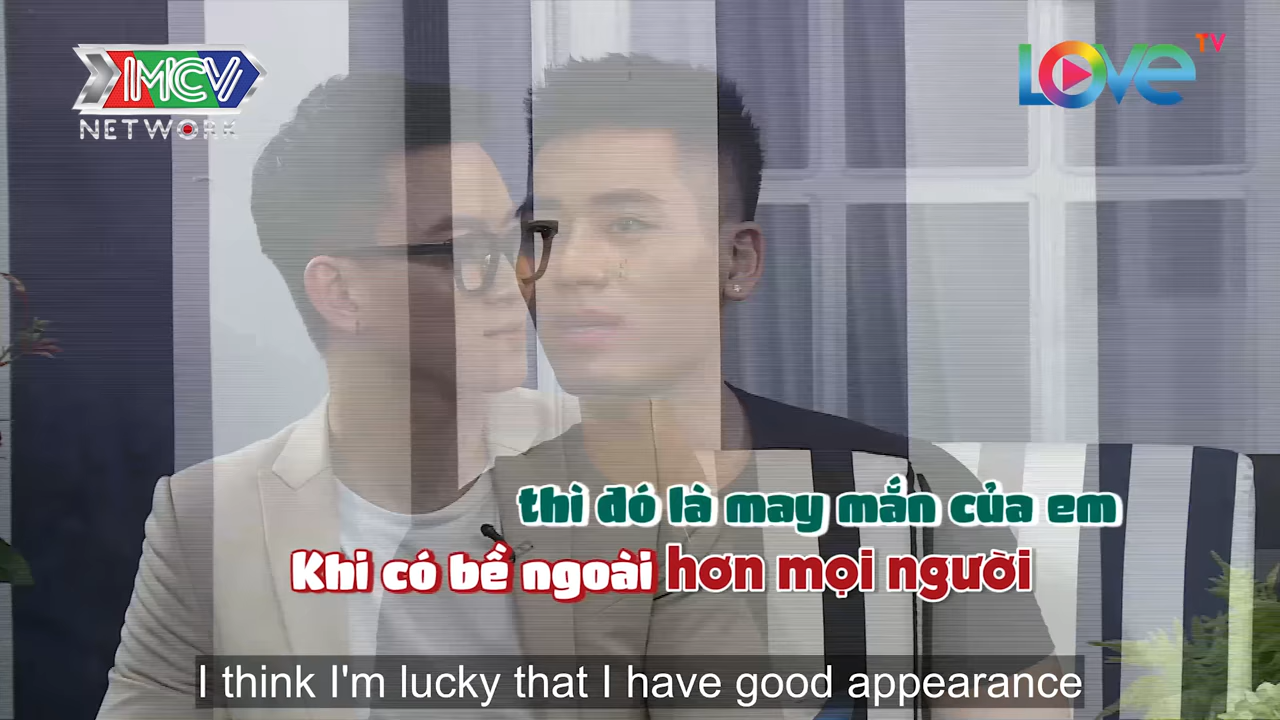 MCV
NETWORK
LOVE TV
thì đó là may mắn của em
Khi có bề ngoài hơn mọi người
I think I'm lucky that I have good appearance